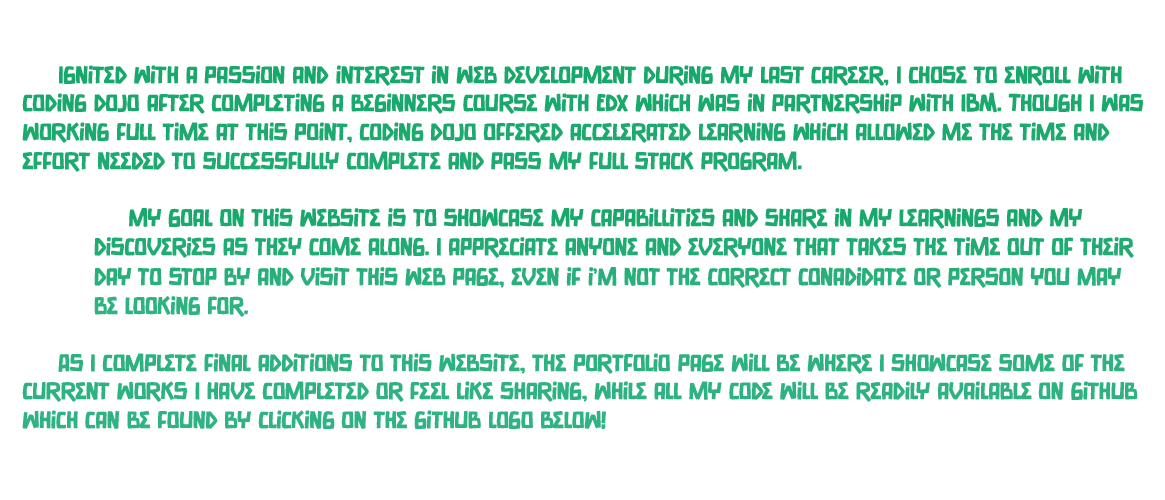 Ignited with a passion and interest in web development during my last career, I chose to enroll with
Coding Dojo after completing a beginners course with EDX which was in partnership with IBM. Though I was
working full time at this point, Coding Dojo offered accelerated learning which allowed me the time and
effort needed to successfully complete and pass my full stack program.
My goal on this website is to showcase my capabillities and share in my learnings and my
discoveries as they come along. I appreciate anyone and everyone that takes the time out of their
day to stop by and visit this web page, even if i'm not the correct conadidate or person you may
be looking for.
As I complete final additions to this website, the portfolio page will be where I showcase some of the
current works I have completed or feel like sharing, while all my code will be readily available on GitHub
which can be found by clicking on the GitHub logo below!